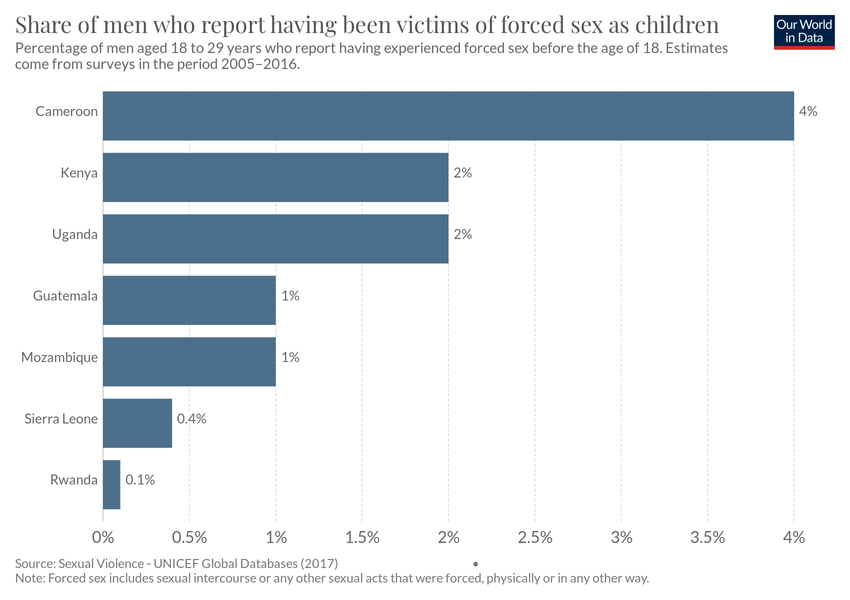 Share of men who report having been victims of forced sex as children
Our World
in Data
Percentage of men aged 18 to 29 years who report having experienced forced sex before the age of 18. Estimates
come from surveys in the period 2005–2016.
Cameroon
4%
Kenya
2%
Uganda
2%
Guatemala
1%
Mozambique
1%
Sierra Leone
0.4%
Rwanda
0.1%
0% 0.5% 1% 1.5% 2% 2.5% 3% 3.5% 4%
Source: Sexual Violence - UNICEF Global Databases (2017) •
Note: Forced sex includes sexual intercourse or any other sexual acts that were forced, physically or in any other way.